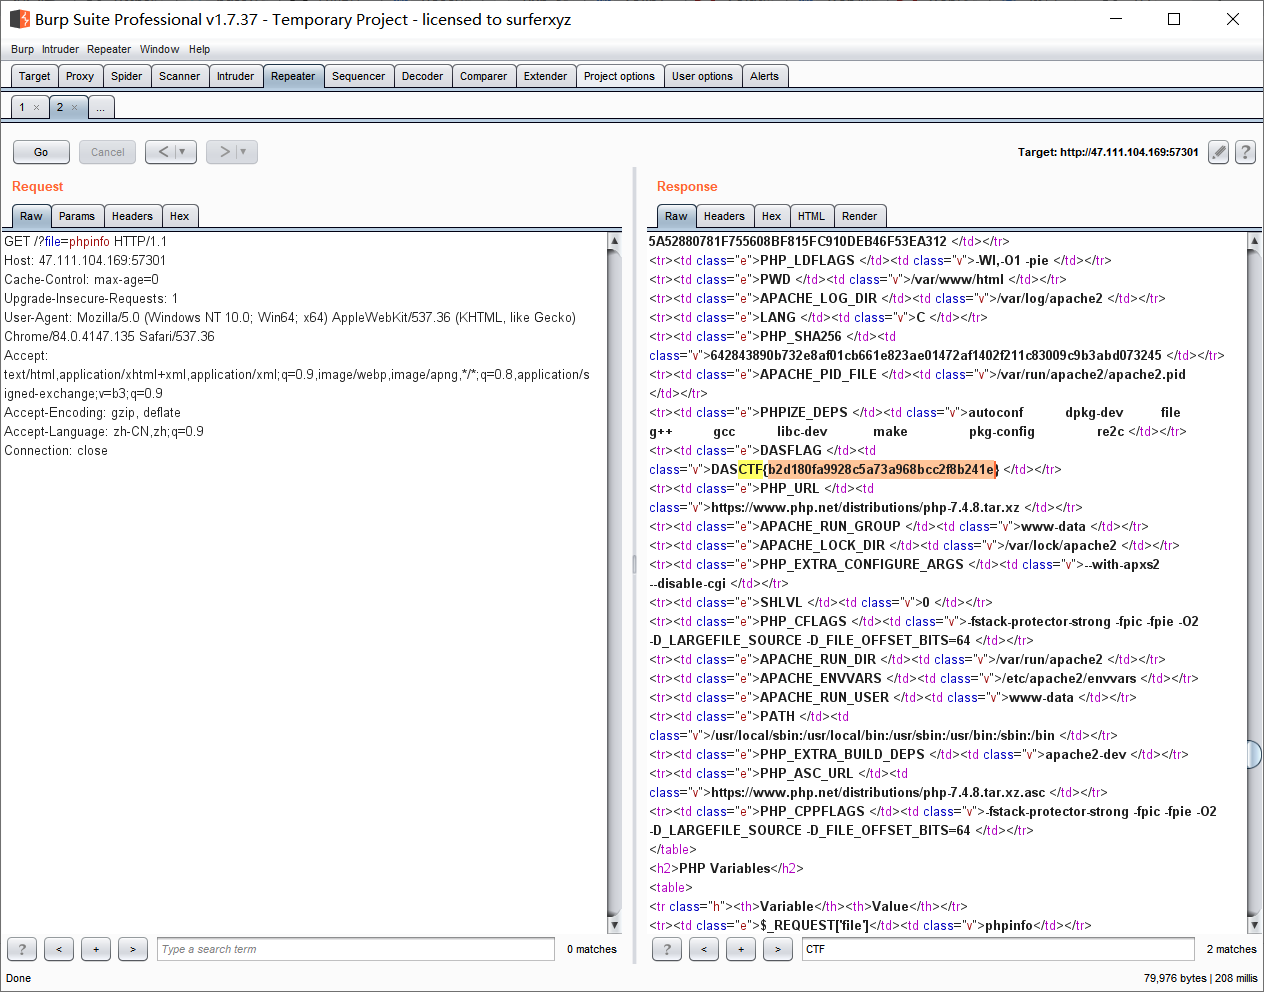 Burp Suite Professional v1.7.37 - Temporary Project - licensed to surferxyz
Burp Intruder Repeater Window Help
Target Proxy Spider Scanner Intruder Repeater Sequencer Decoder Comparer Extender Project options User options Alerts
1 × 2 × ...
Go Cancel < ▼ > ▼ Target: http://47.111.104.169:57301 ?
Request
Raw Params Headers Hex
GET /?file=phpinfo HTTP/1.1
Host: 47.111.104.169:57301
Cache-Control: max-age=0
Upgrade-Insecure-Requests: 1
User-Agent: Mozilla/5.0 (Windows NT 10.0; Win64; x64) AppleWebKit/537.36 (KHTML, like Gecko)
Chrome/84.0.4147.135 Safari/537.36
Accept:
text/html,application/xhtml+xml,application/xml;q=0.9,image/webp,image/apng,*/*;q=0.8,application/s
igned-exchange;v=b3;q=0.9
Accept-Encoding: gzip, deflate
Accept-Language: zh-CN,zh;q=0.9
Connection: close
? < + > Type a search term 0 matches
Response
Raw Headers Hex HTML Render
5A52880781F755608BF815FC910DEB46F53EA312 </td></tr>
<tr><td class="e">PHP_LDFLAGS </td><td class="v">-Wl,-O1 -pie </td></tr>
<tr><td class="e">PWD </td><td class="v">/var/www/html </td></tr>
<tr><td class="e">APACHE_LOG_DIR </td><td class="v">/var/log/apache2 </td></tr>
<tr><td class="e">LANG </td><td class="v">C </td></tr>
<tr><td class="e">PHP_SHA256 </td><td
class="v">642843890b732e8af01cb661e823ae01472af1402f211c83009c9b3abd073245 </td></tr>
<tr><td class="e">APACHE_PID_FILE </td><td class="v">/var/run/apache2/apache2.pid
</td></tr>
<tr><td class="e">PHPIZE_DEPS </td><td class="v">autoconf dpkg-dev file
g++ gcc libc-dev make pkg-config re2c </td></tr>
<tr><td class="e">DASFLAG </td><td
class="v">DASCTF{b2d180fa9928c5a73a968bcc2f8b241e} </td></tr>
<tr><td class="e">PHP_URL </td><td
class="v">https://www.php.net/distributions/php-7.4.8.tar.xz </td></tr>
<tr><td class="e">APACHE_RUN_GROUP </td><td class="v">www-data </td></tr>
<tr><td class="e">APACHE_LOCK_DIR </td><td class="v">/var/lock/apache2 </td></tr>
<tr><td class="e">PHP_EXTRA_CONFIGURE_ARGS </td><td class="v">--with-apxs2
--disable-cgi </td></tr>
<tr><td class="e">SHLVL </td><td class="v">0 </td></tr>
<tr><td class="e">PHP_CFLAGS </td><td class="v">-fstack-protector-strong -fpic -fpie -O2
-D_LARGEFILE_SOURCE -D_FILE_OFFSET_BITS=64 </td></tr>
<tr><td class="e">APACHE_RUN_DIR </td><td class="v">/var/run/apache2 </td></tr>
<tr><td class="e">APACHE_ENVVARS </td><td class="v">/etc/apache2/envvars </td></tr>
<tr><td class="e">APACHE_RUN_USER </td><td class="v">www-data </td></tr>
<tr><td class="e">PATH </td><td
class="v">/usr/local/sbin:/usr/local/bin:/usr/sbin:/usr/bin:/sbin:/bin </td></tr>
<tr><td class="e">PHP_EXTRA_BUILD_DEPS </td><td class="v">apache2-dev </td></tr>
<tr><td class="e">PHP_ASC_URL </td><td
class="v">https://www.php.net/distributions/php-7.4.8.tar.xz.asc </td></tr>
<tr><td class="e">PHP_CPPFLAGS </td><td class="v">-fstack-protector-strong -fpic -fpie -O2
-D_LARGEFILE_SOURCE -D_FILE_OFFSET_BITS=64 </td></tr>
</table>
<h2>PHP Variables</h2>
<table>
<tr class="h"><th>Variable</th><th>Value</th></tr>
<tr><td class="e">$_REQUEST['file']</td><td class="v">phpinfo</td></tr>
? < + > CTF 2 matches
Done 79,976 bytes | 208 millis